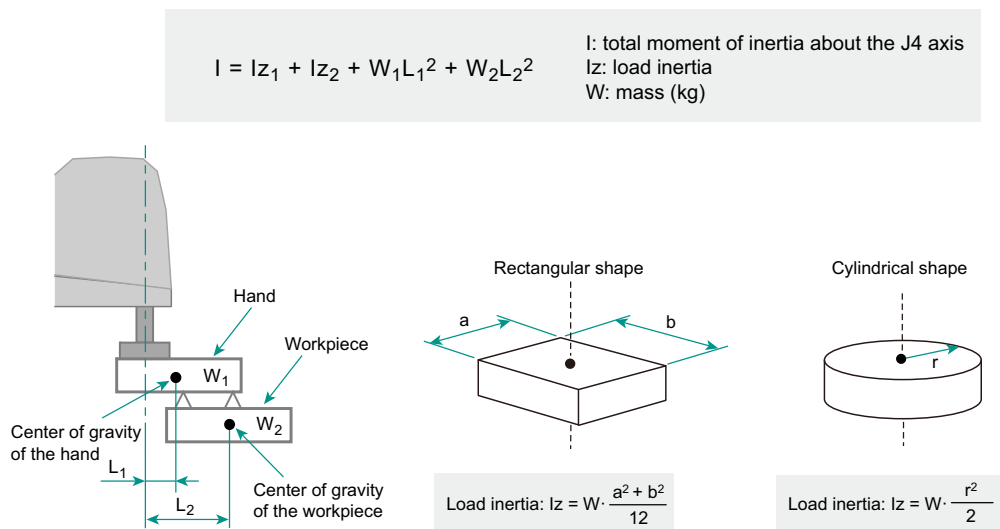 I = Iz₁ + Iz₂ + W₁L₁² + W₂L₂²
I: total moment of inertia about the J4 axis
Iz: load inertia
W: mass (kg)
Hand
Workpiece
W₁
W₂
Center of gravity
of the hand
L₁
L₂
Center of gravity
of the workpiece
Rectangular shape
a
b
Load inertia: Iz = W· a² + b² / 12
Cylindrical shape
r
Load inertia: Iz = W· r² / 2